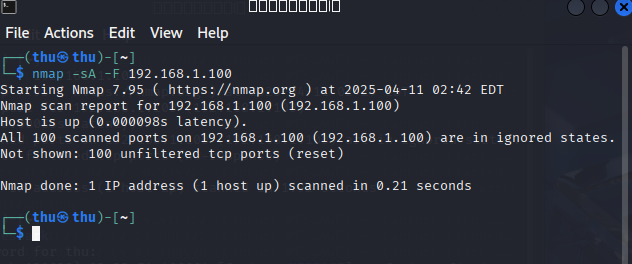 File Actions Edit View Help
┌──(thu㉿thu)-[~]
└─$ nmap -sA -F 192.168.1.100
Starting Nmap 7.95 ( https://nmap.org ) at 2025-04-11 02:42 EDT
Nmap scan report for 192.168.1.100 (192.168.1.100)
Host is up (0.000098s latency).
All 100 scanned ports on 192.168.1.100 (192.168.1.100) are in ignored states.
Not shown: 100 unfiltered tcp ports (reset)
Nmap done: 1 IP address (1 host up) scanned in 0.21 seconds
┌──(thu㉿thu)-[~]
└─$